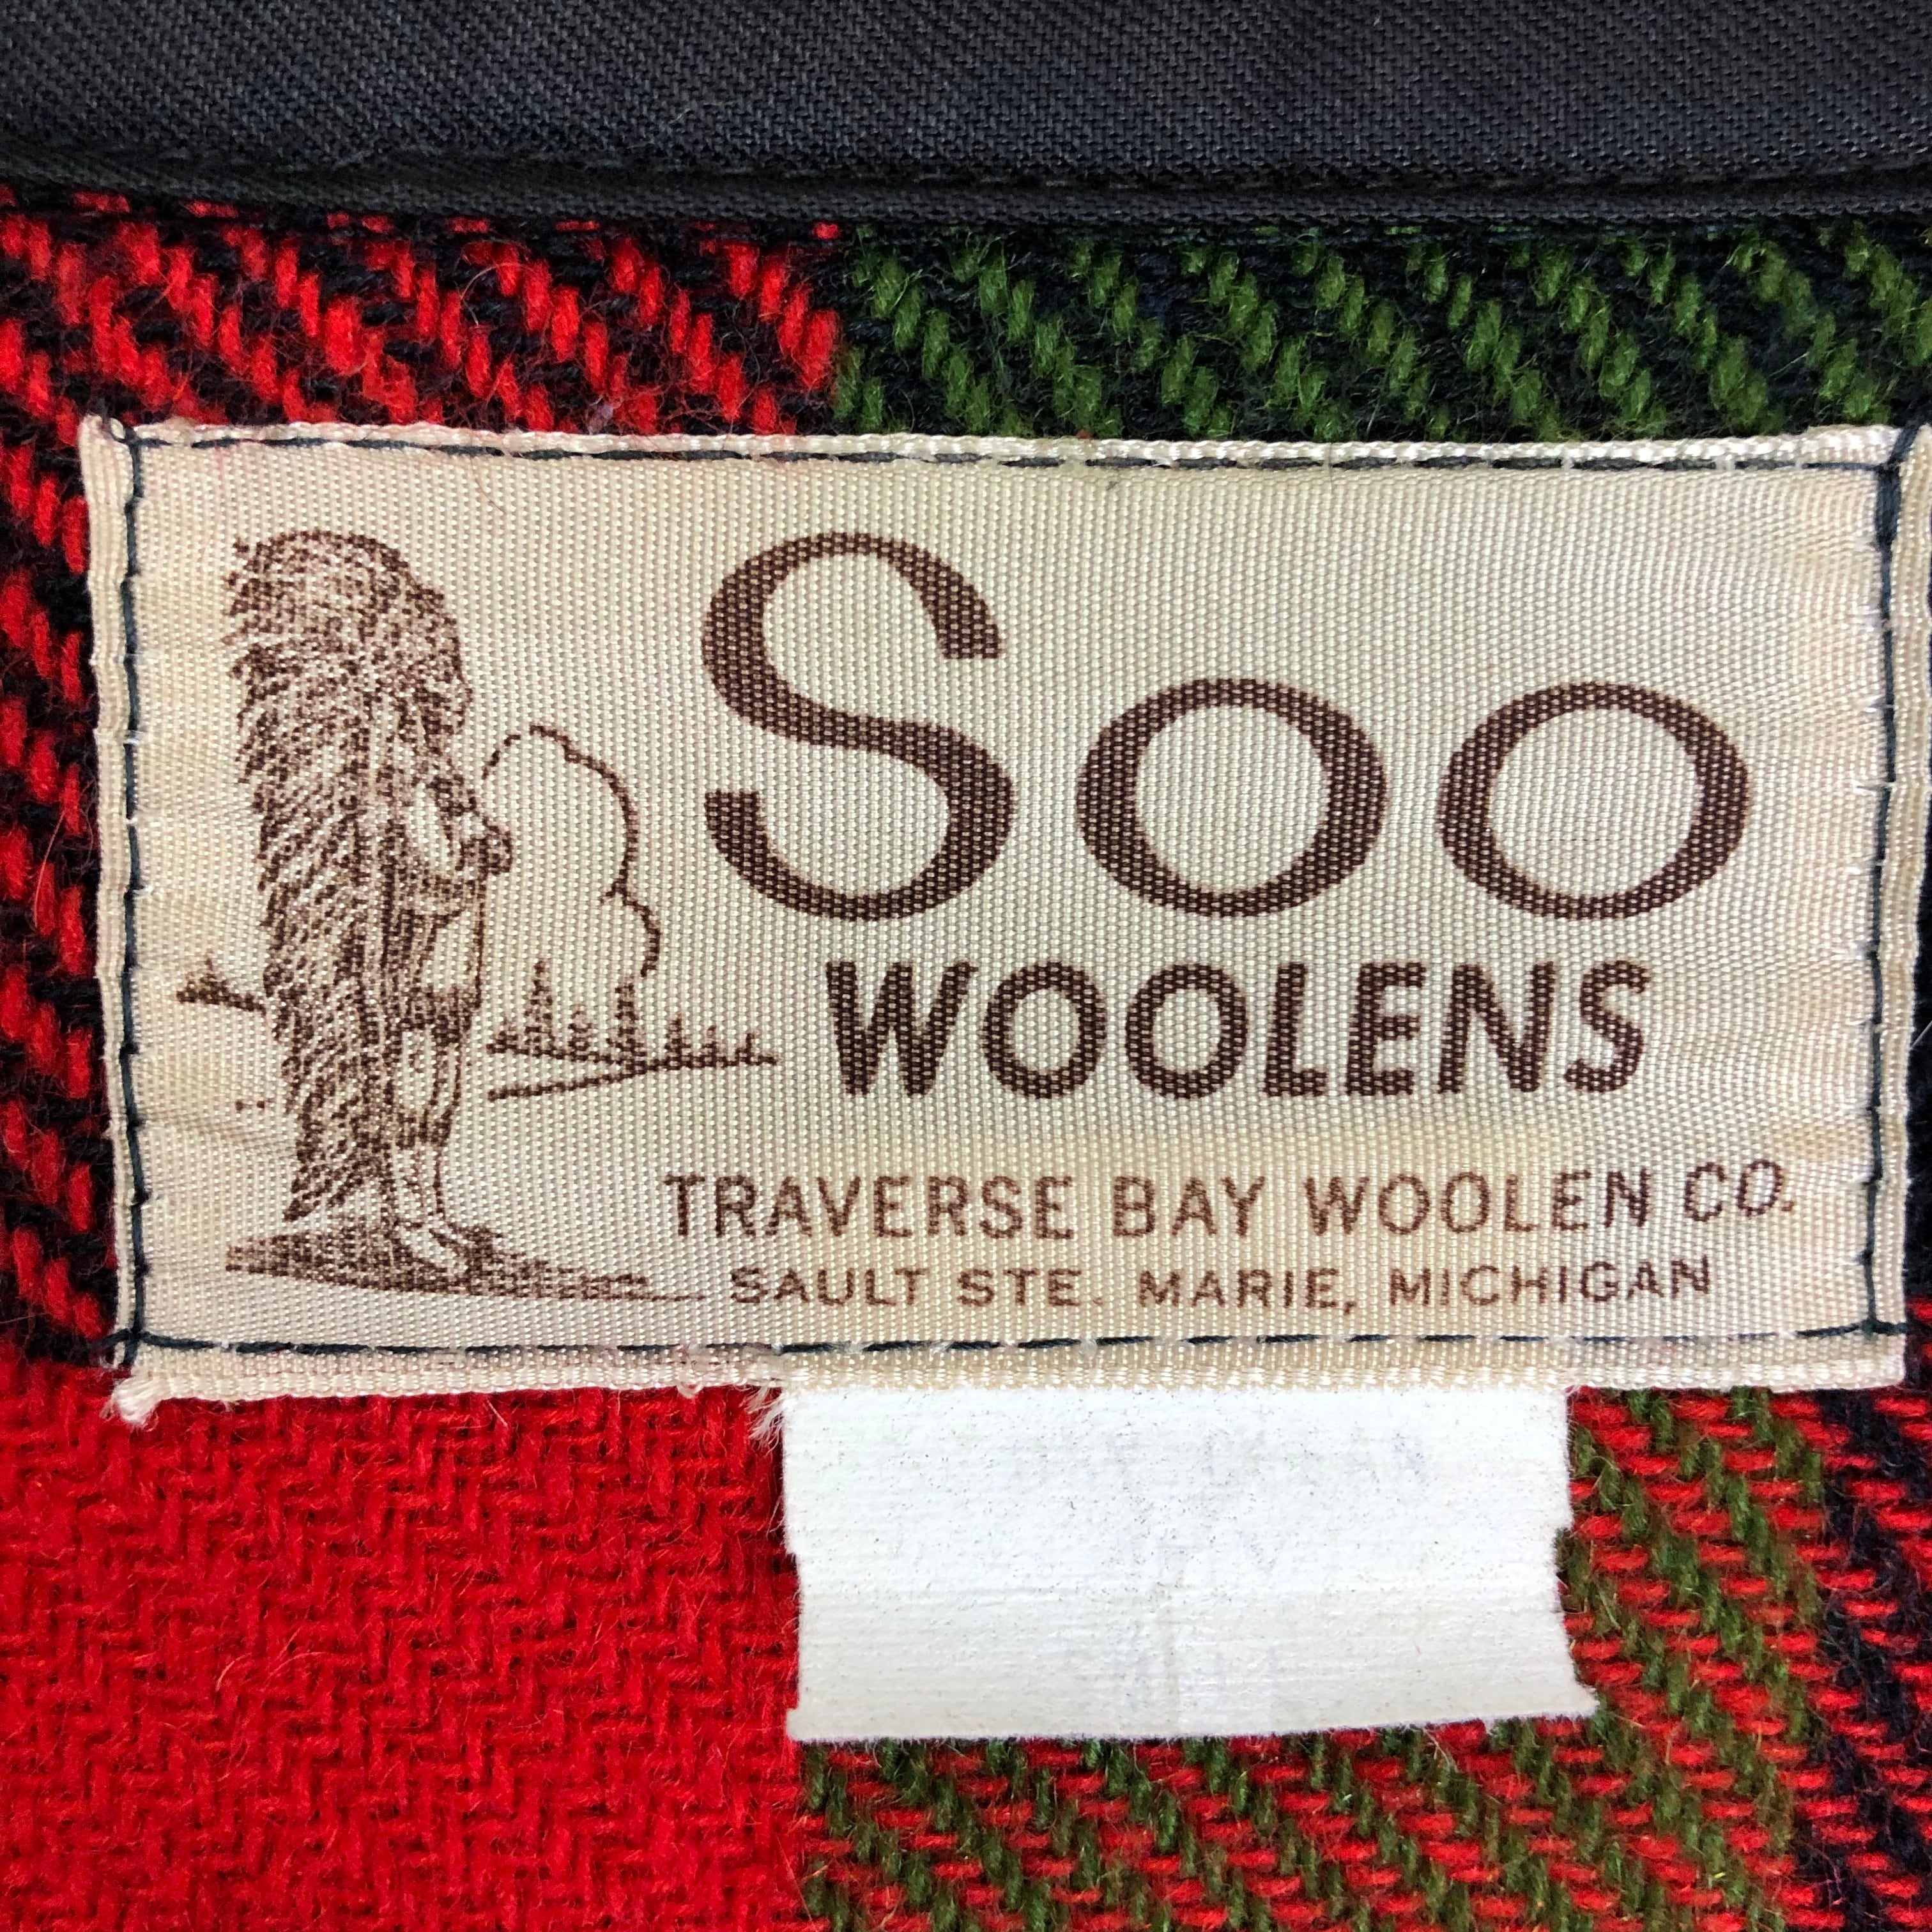 Soo
WOOLENS
TRAVERSE BAY WOOLEN CO.
SAULT STE. MARIE, MICHIGAN